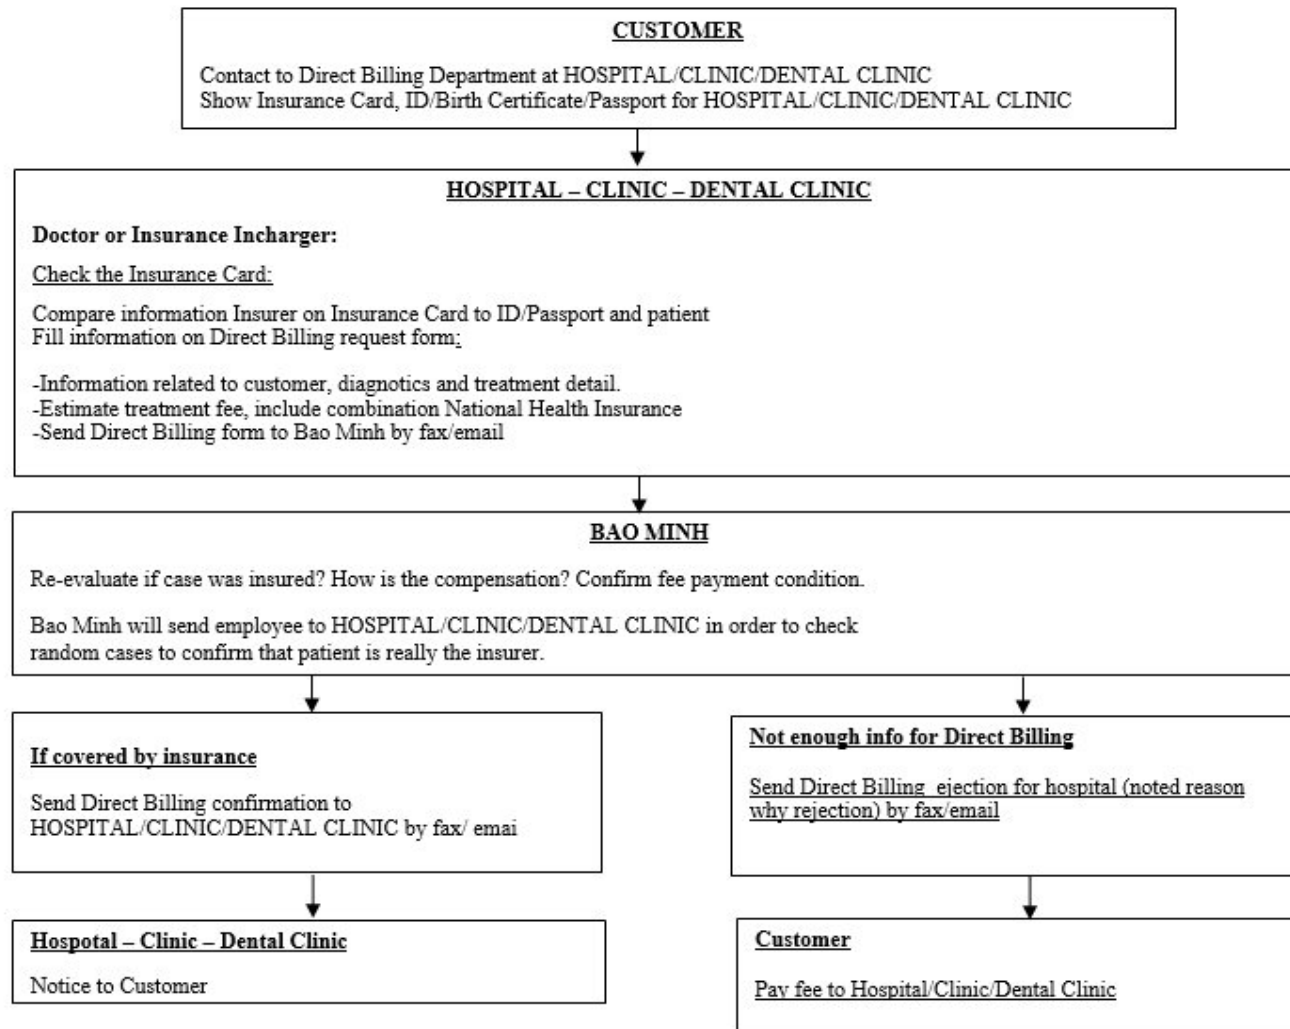 CUSTOMER
Contact to Direct Billing Department at HOSPITAL/CLINIC/DENTAL CLINIC
Show Insurance Card, ID/Birth Certificate/Passport for HOSPITAL/CLINIC/DENTAL CLINIC
HOSPITAL – CLINIC – DENTAL CLINIC
Doctor or Insurance Incharger:
Check the Insurance Card:
Compare information Insurer on Insurance Card to ID/Passport and patient
Fill information on Direct Billing request form:
-Information related to customer, diagnotics and treatment detail.
-Estimate treatment fee, include combination National Health Insurance
-Send Direct Billing form to Bao Minh by fax/email
BAO MINH
Re-evaluate if case was insured? How is the compensation? Confirm fee payment condition.
Bao Minh will send employee to HOSPITAL/CLINIC/DENTAL CLINIC in order to check
random cases to confirm that patient is really the insurer.
If covered by insurance
Send Direct Billing confirmation to
HOSPITAL/CLINIC/DENTAL CLINIC by fax/ emai
Not enough info for Direct Billing
Send Direct Billing  ejection for hospital (noted reason
why rejection) by fax/email
Hospotal – Clinic – Dental Clinic
Notice to Customer
Customer
Pay fee to Hospital/Clinic/Dental Clinic